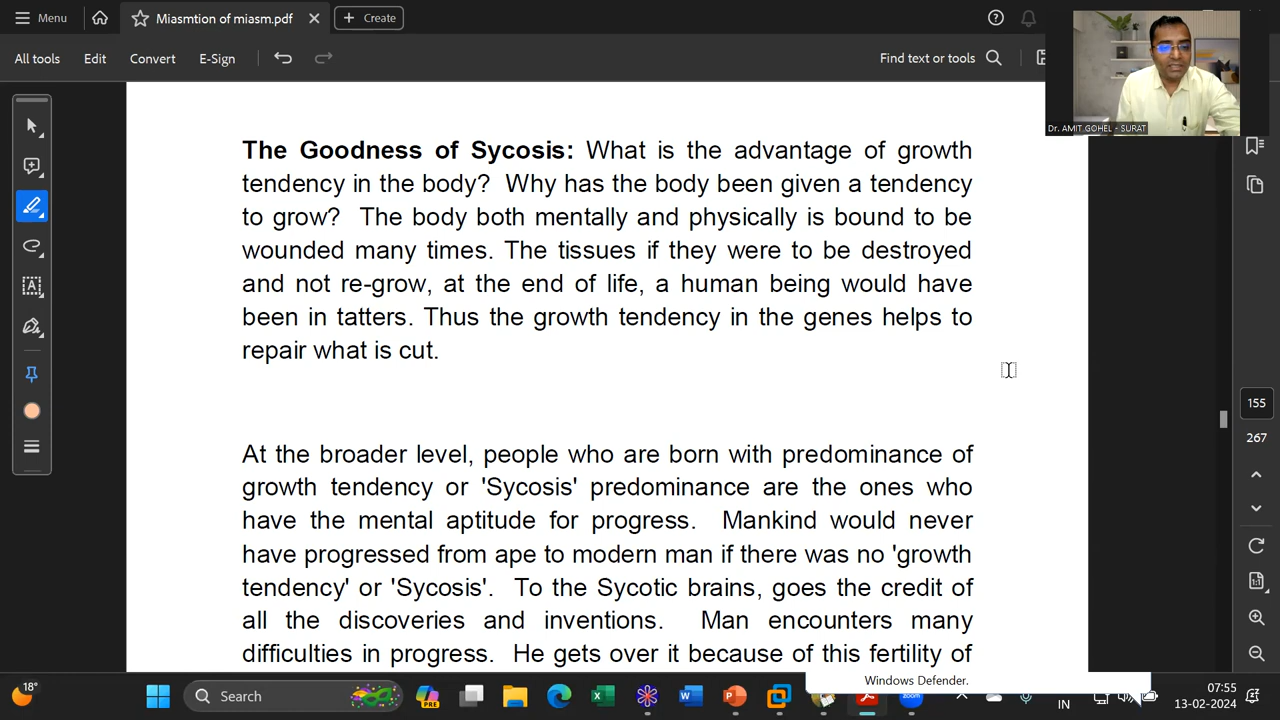 Menu
Miasmtion of miasm.pdf
Create
All tools
Edit
Convert
E-Sign
Find text or tools
Dr. AMIT GOHEL - SURAT
The Goodness of Sycosis: What is the advantage of growth
tendency in the body? Why has the body been given a tendency
to grow? The body both mentally and physically is bound to be
wounded many times. The tissues if they were to be destroyed
and not re-grow, at the end of life, a human being would have
been in tatters. Thus the growth tendency in the genes helps to
repair what is cut.
At the broader level, people who are born with predominance of
growth tendency or 'Sycosis' predominance are the ones who
have the mental aptitude for progress. Mankind would never
have progressed from ape to modern man if there was no 'growth
tendency' or 'Sycosis'. To the Sycotic brains, goes the credit of
all the discoveries and inventions. Man encounters many
difficulties in progress. He gets over it because of this fertility of
155
267
Windows Defender.
18°
Search
PRE
IN
07:55
13-02-2024